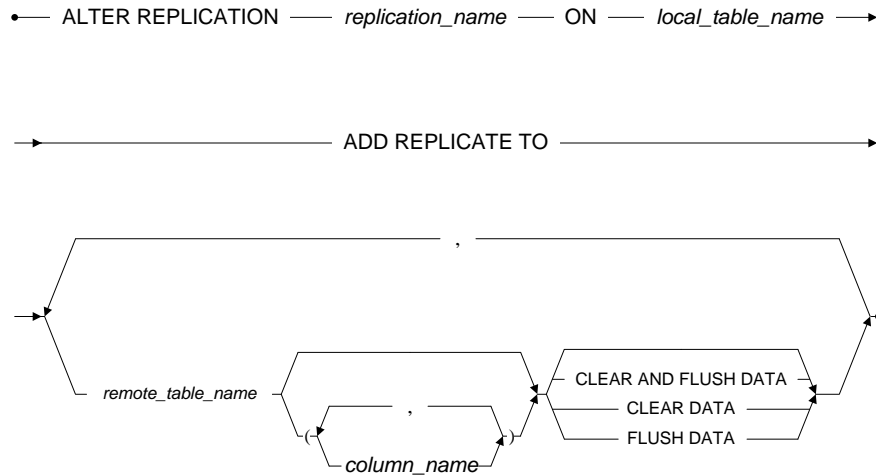 ALTER REPLICATION replication_name ON local_table_name
ADD REPLICATE TO
,
remote_table_name
CLEAR AND FLUSH DATA
CLEAR DATA
FLUSH DATA
( , )
column_name